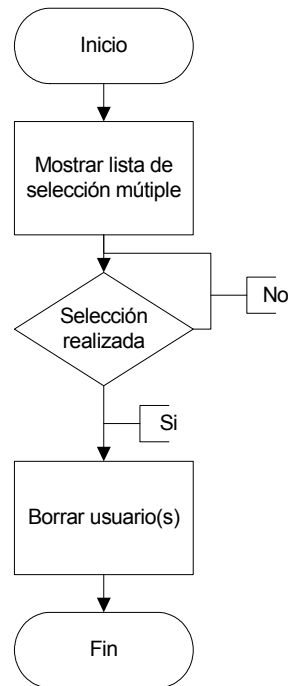 Inicio
Mostrar lista de
selección mútiple
Selección
realizada
No
Si
Borrar usuario(s)
Fin